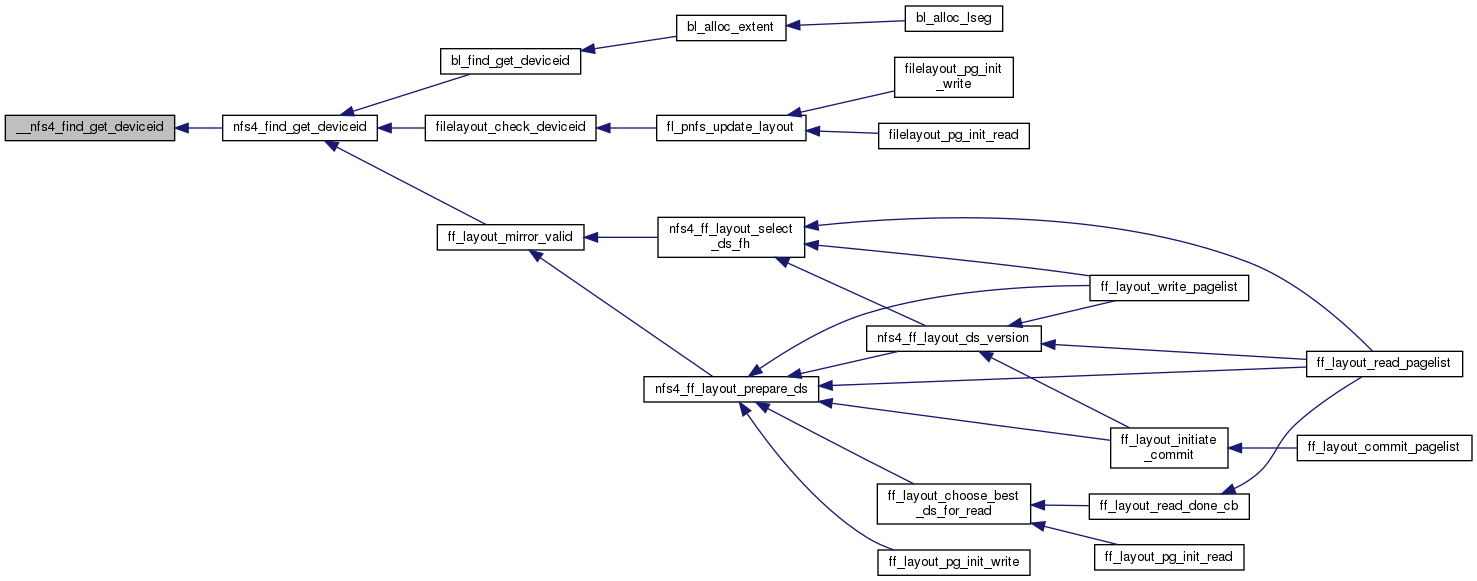 bl_alloc_lseg
bl_alloc_extent
bl_find_get_deviceid
filelayout_pg_init
_write
__nfs4_find_get_deviceid
nfs4_find_get_deviceid
filelayout_check_deviceid
fl_pnfs_update_layout
filelayout_pg_init_read
ff_layout_mirror_valid
nfs4_ff_layout_select
_ds_fh
ff_layout_write_pagelist
nfs4_ff_layout_ds_version
ff_layout_read_pagelist
nfs4_ff_layout_prepare_ds
ff_layout_initiate
_commit
ff_layout_commit_pagelist
ff_layout_choose_best
_ds_for_read
ff_layout_read_done_cb
ff_layout_pg_init_read
ff_layout_pg_init_write